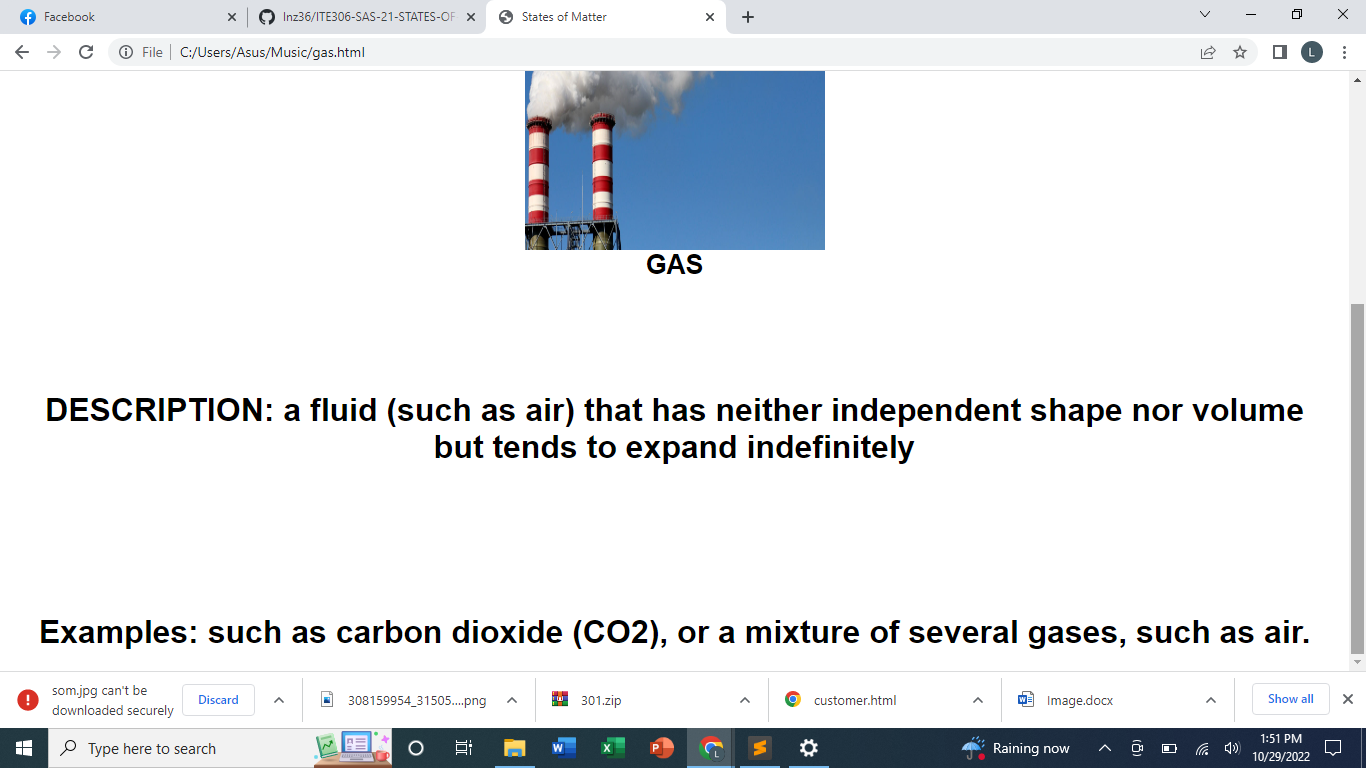 Facebook
lnz36/ITE306-SAS-21-STATES-OF
States of Matter
File
C:/Users/Asus/Music/gas.html
L
GAS
DESCRIPTION: a fluid (such as air) that has neither independent shape nor volume
but tends to expand indefinitely
Examples: such as carbon dioxide (CO2), or a mixture of several gases, such as air.
som.jpg can't be
downloaded securely
Discard
308159954_31505....png
301.zip
customer.html
Image.docx
Show all
Type here to search
Raining now
1:51 PM
10/29/2022